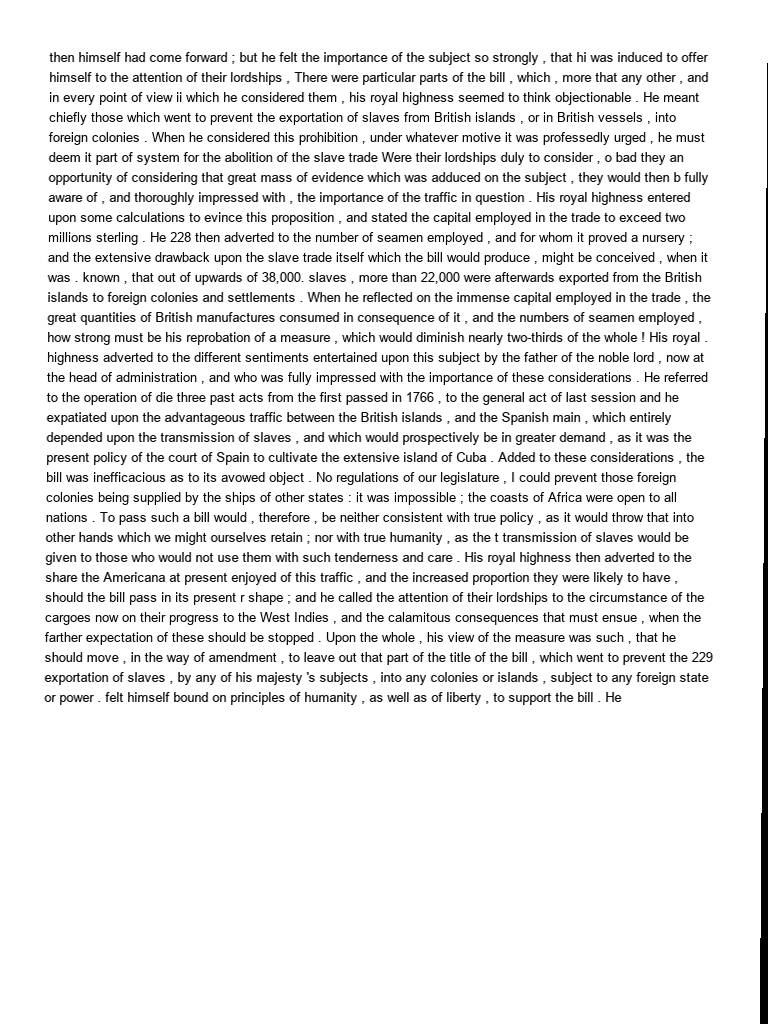 then himself had come forward ; but he felt the importance of the subject so strongly , that hi was induced to offer
himself to the attention of their lordships , There were particular parts of the bill , which , more that any other , and
in every point of view ii which he considered them , his royal highness seemed to think objectionable . He meant
chiefly those which went to prevent the exportation of slaves from British islands , or in British vessels , into
foreign colonies . When he considered this prohibition , under whatever motive it was professedly urged , he must
deem it part of system for the abolition of the slave trade Were their lordships duly to consider , o bad they an
opportunity of considering that great mass of evidence which was adduced on the subject , they would then b fully
aware of , and thoroughly impressed with , the importance of the traffic in question . His royal highness entered
upon some calculations to evince this proposition , and stated the capital employed in the trade to exceed two
millions sterling . He 228 then adverted to the number of seamen employed , and for whom it proved a nursery ;
and the extensive drawback upon the slave trade itself which the bill would produce , might be conceived , when it
was . known , that out of upwards of 38,000. slaves , more than 22,000 were afterwards exported from the British
islands to foreign colonies and settlements . When he reflected on the immense capital employed in the trade , the
great quantities of British manufactures consumed in consequence of it , and the numbers of seamen employed ,
how strong must be his reprobation of a measure , which would diminish nearly two-thirds of the whole ! His royal .
highness adverted to the different sentiments entertained upon this subject by the father of the noble lord , now at
the head of administration , and who was fully impressed with the importance of these considerations . He referred
to the operation of die three past acts from the first passed in 1766 , to the general act of last session and he
expatiated upon the advantageous traffic between the British islands , and the Spanish main , which entirely
depended upon the transmission of slaves , and which would prospectively be in greater demand , as it was the
present policy of the court of Spain to cultivate the extensive island of Cuba . Added to these considerations , the
bill was inefficacious as to its avowed object . No regulations of our legislature , I could prevent those foreign
colonies being supplied by the ships of other states : it was impossible ; the coasts of Africa were open to all
nations . To pass such a bill would , therefore , be neither consistent with true policy , as it would throw that into
other hands which we might ourselves retain ; nor with true humanity , as the t transmission of slaves would be
given to those who would not use them with such tenderness and care . His royal highness then adverted to the
share the Americana at present enjoyed of this traffic , and the increased proportion they were likely to have ,
should the bill pass in its present r shape ; and he called the attention of their lordships to the circumstance of the
cargoes now on their progress to the West Indies , and the calamitous consequences that must ensue , when the
farther expectation of these should be stopped . Upon the whole , his view of the measure was such , that he
should move , in the way of amendment , to leave out that part of the title of the bill , which went to prevent the 229
exportation of slaves , by any of his majesty 's subjects , into any colonies or islands , subject to any foreign state
or power . felt himself bound on principles of humanity , as well as of liberty , to support the bill . He